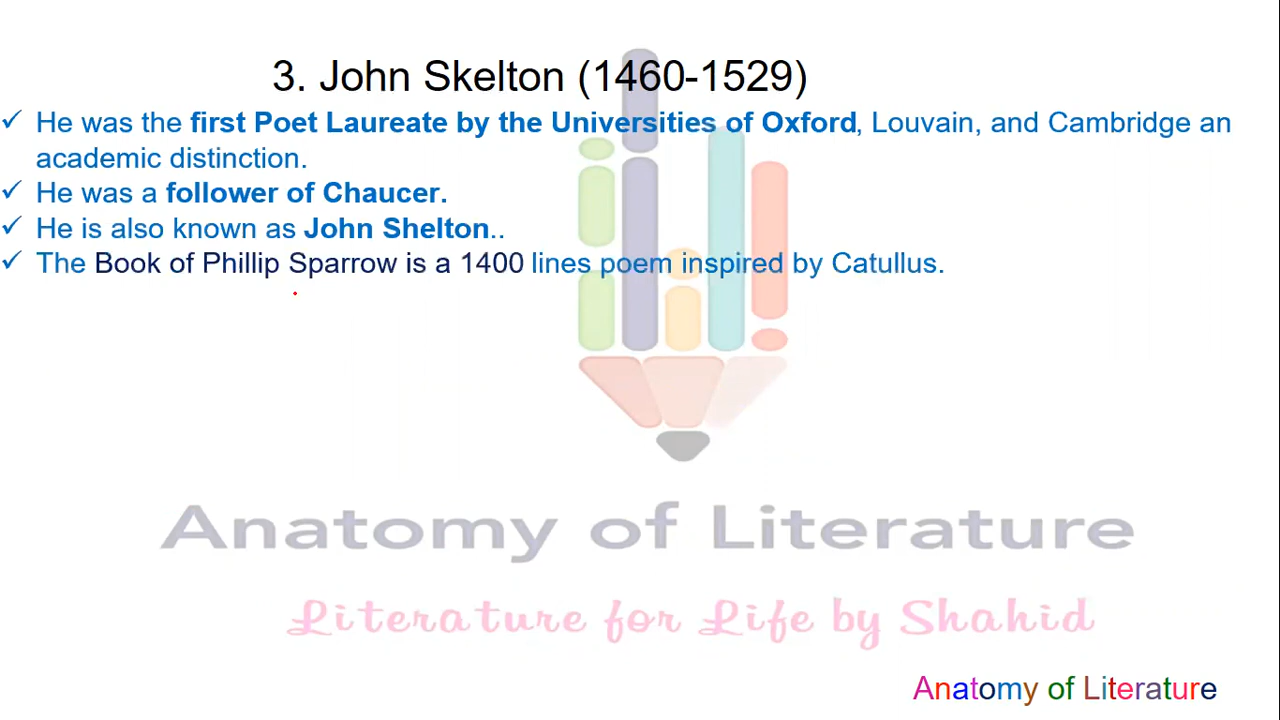 3. John Skelton (1460-1529)
✓ He was the first Poet Laureate by the Universities of Oxford, Louvain, and Cambridge an
academic distinction.
✓ He was a follower of Chaucer.
✓ He is also known as John Shelton..
✓ The Book of Phillip Sparrow is a 1400 lines poem inspired by Catullus.
Anatomy of Literature
Literature for Life by Shahid
Anatomy of Literature